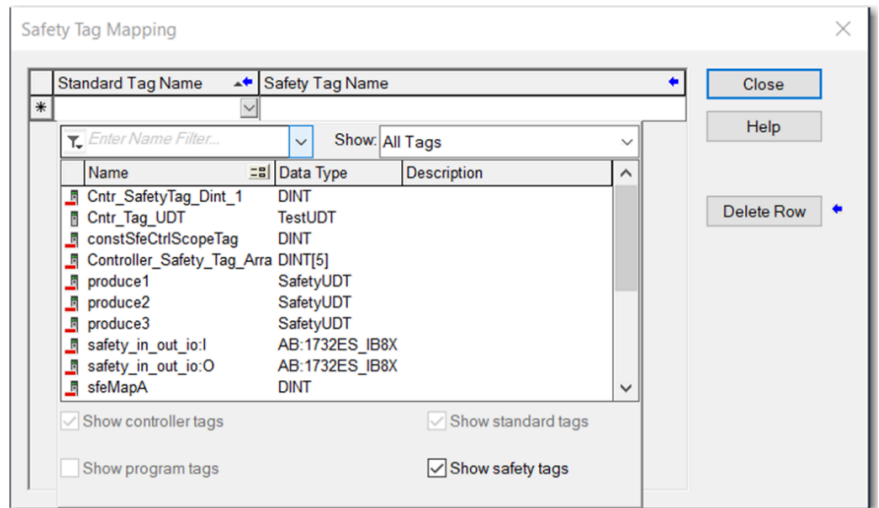 Safety Tag Mapping
Standard Tag Name Safety Tag Name
Close
*
Enter Name Filter... Show: All Tags
Help
Name Data Type Description
Cntr_SafetyTag_Dint_1 DINT
Cntr_Tag_UDT TestUDT
Delete Row
constSfeCtrlScopeTag DINT
Controller_Safety_Tag_Arra DINT[5]
produce1 SafetyUDT
produce2 SafetyUDT
produce3 SafetyUDT
safety_in_out_io:I AB:1732ES_IB8X
safety_in_out_io:O AB:1732ES_IB8X
sfeMapA DINT
Show controller tags Show standard tags
Show program tags Show safety tags